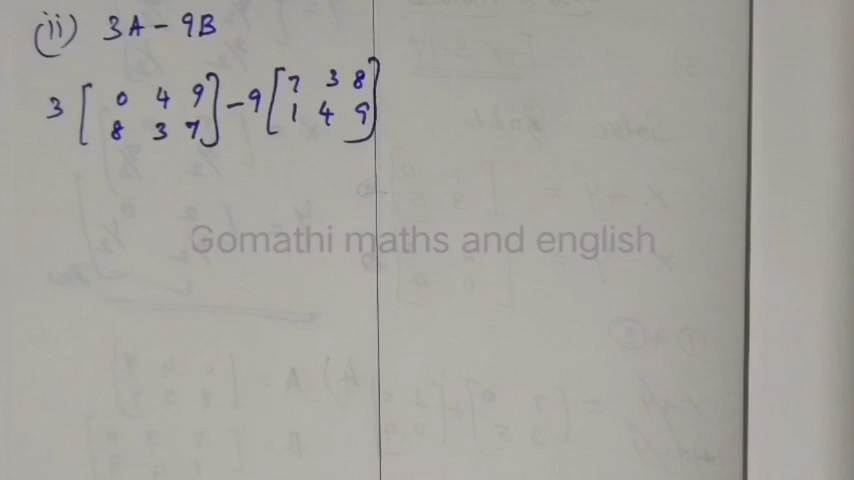 (ii) 3A - 9B
3 [ 0 4 9 ] - 9 [ 7 3 8 ]
8 3 7 1 4 9
Gomathi maths and english